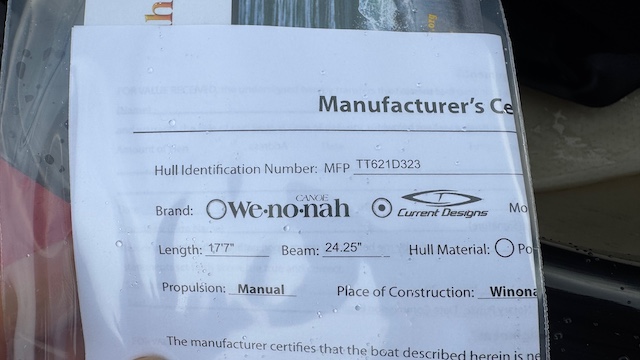 h
Manufacturer's Ce
Hull Identification Number: MFP TT621D323
Brand: We·no·nah CANOE Current Designs Mo
Length: 17'7" Beam: 24.25" Hull Material: Po
Propulsion: Manual Place of Construction: Winona
The manufacturer certifies that the boat described herein is ne